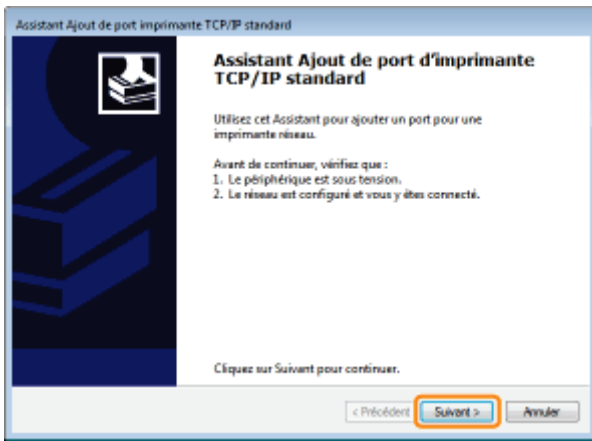 Assistant Ajout de port imprimante TCP/IP standard
Assistant Ajout de port d'imprimante
TCP/IP standard
Utilisez cet Assistant pour ajouter un port pour une
imprimante réseau.
Avant de continuer, vérifiez que :
1. Le périphérique est sous tension.
2. Le réseau est configuré et vous y êtes connecté.
Cliquez sur Suivant pour continuer.
< Précédent Suivant > Annuler